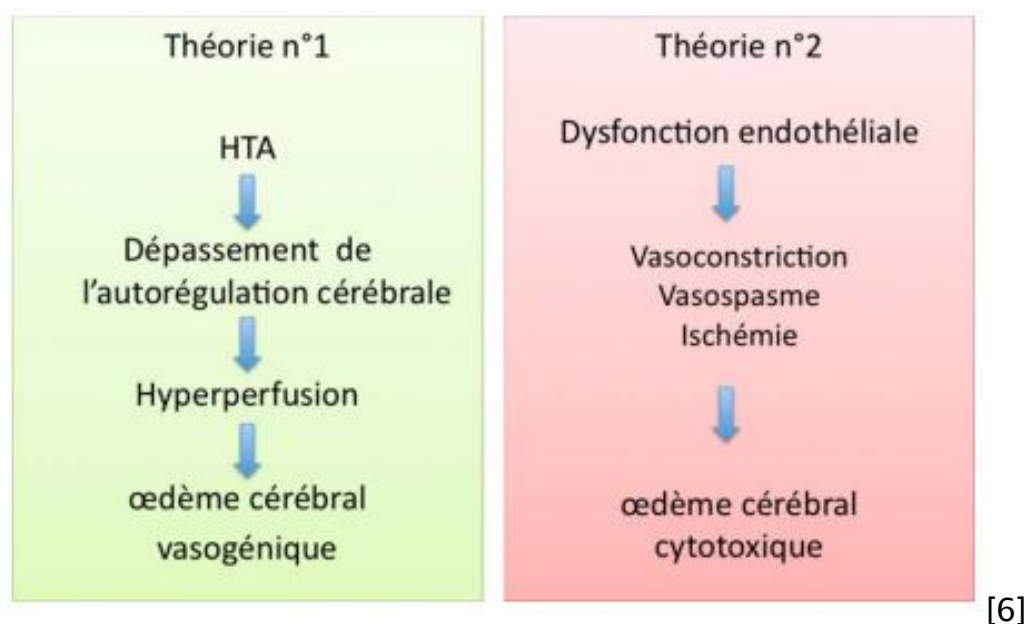 Théorie n°1
HTA
Dépassement de
l'autorégulation cérébrale
Hyperperfusion
œdème cérébral
vasogénique
Théorie n°2
Dysfonction endothéliale
Vasoconstriction
Vasospasme
Ischémie
œdème cérébral
cytotoxique
[6]